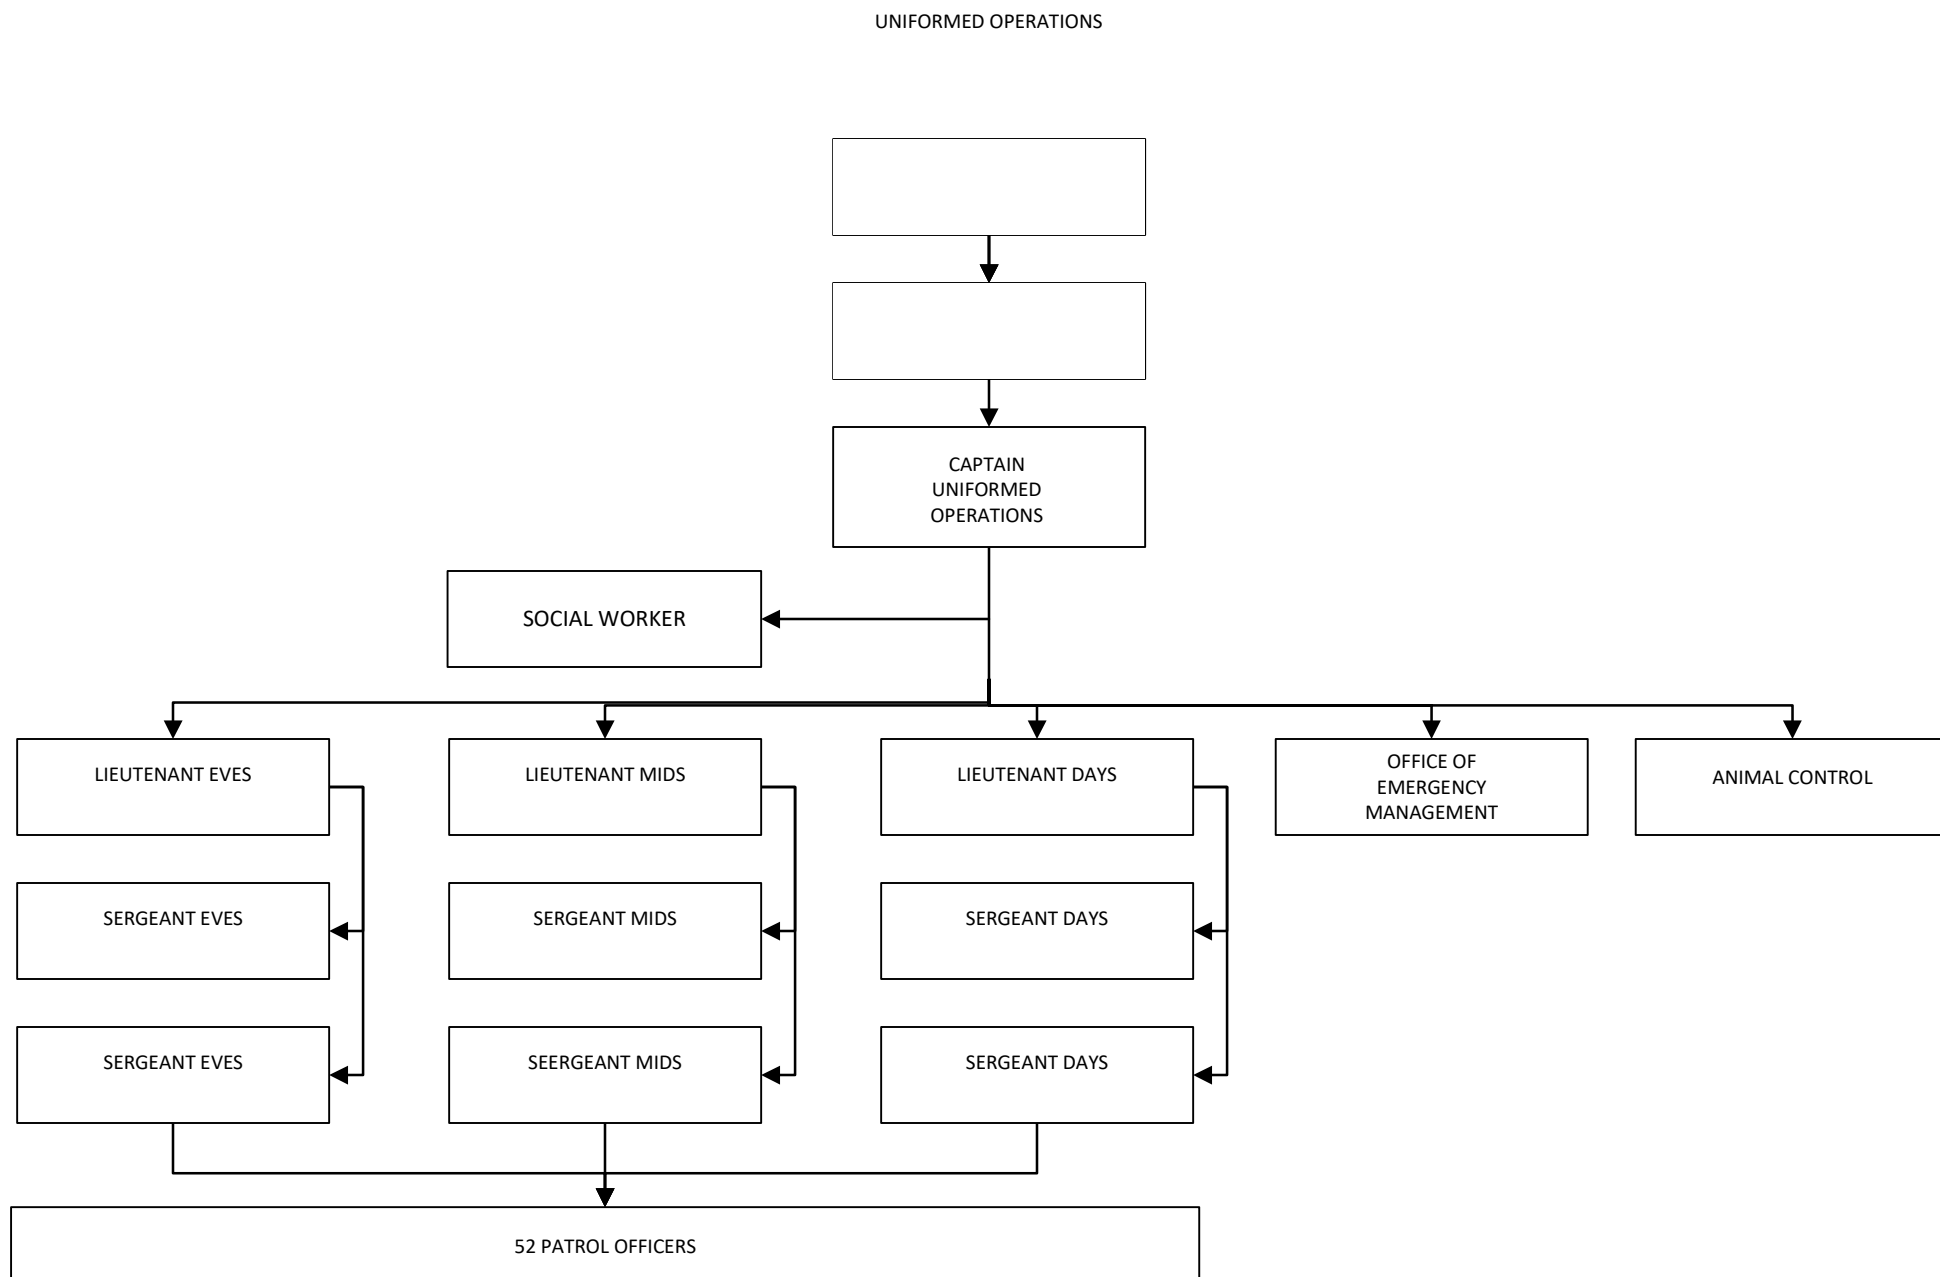 UNIFORMED OPERATIONS
CAPTAIN
UNIFORMED
OPERATIONS
SOCIAL WORKER
LIEUTENANT EVES
LIEUTENANT MIDS
LIEUTENANT DAYS
OFFICE OF
EMERGENCY
MANAGEMENT
ANIMAL CONTROL
SERGEANT EVES
SERGEANT MIDS
SERGEANT DAYS
SERGEANT EVES
SEERGEANT MIDS
SERGEANT DAYS
52 PATROL OFFICERS